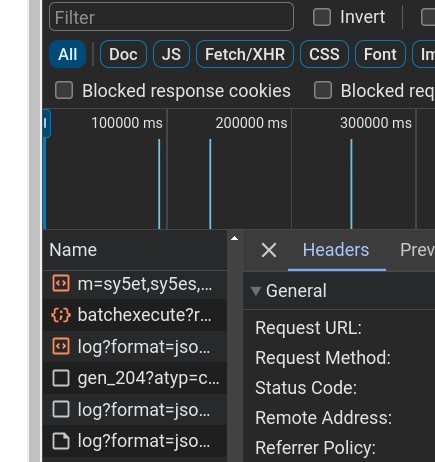 Filter Invert
All Doc JS Fetch/XHR CSS Font Im
Blocked response cookies Blocked req
100000 ms 200000 ms 300000 ms
Name Headers Prev
General
m=sy5et,sy5es,...
batchexecute?r...
log?format=jso...
gen_204?atyp=c...
log?format=jso...
log?format=jso...
Request URL:
Request Method:
Status Code:
Remote Address:
Referrer Policy: